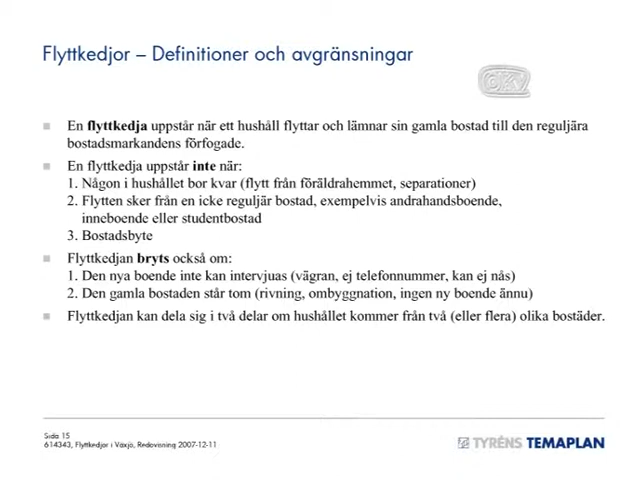 Flyttkedjor – Definitioner och avgränsningar
En flyttkedja uppstår när ett hushåll flyttar och lämnar sin gamla bostad till den reguljära
bostadsmarkandens förfogade.
En flyttkedja uppstår inte när:
1. Någon i hushållet bor kvar (flytt från föräldrahemmet, separationer)
2. Flytten sker från en icke reguljär bostad, exempelvis andrahandsboende,
inneboende eller studentbostad
3. Bostadsbyte
Flyttkedjan bryts också om:
1. Den nya boende inte kan intervjuas (vägran, ej telefonnummer, kan ej nås)
2. Den gamla bostaden står tom (rivning, ombyggnation, ingen ny boende ännu)
Flyttkedjan kan dela sig i två delar om hushållet kommer från två (eller flera) olika bostäder.
Sida 15
614343, Flyttkedjor i Växjö, Redovisning 2007-12-11
TYRÉNS TEMAPLAN